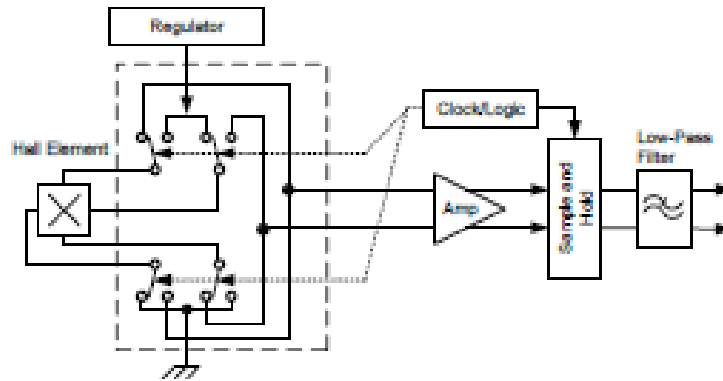 Regulator
Clock/Logic
Hall Element
Low-Pass
Filter
Amp
Sample and
Hold